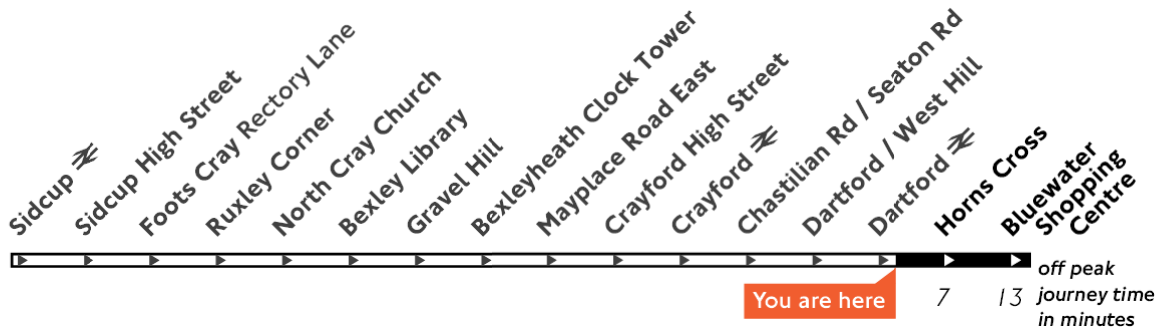 Sidcup
Sidcup High Street
Foots Cray Rectory Lane
Ruxley Corner
North Cray Church
Bexley Library
Gravel Hill
Bexleyheath Clock Tower
Mayplace Road East
Crayford High Street
Crayford
Chastilian Rd / Seaton Rd
Dartford / West Hill
Dartford
Horns Cross
Bluewater
Shopping
Centre
You are here
7
13
off peak
journey time
in minutes